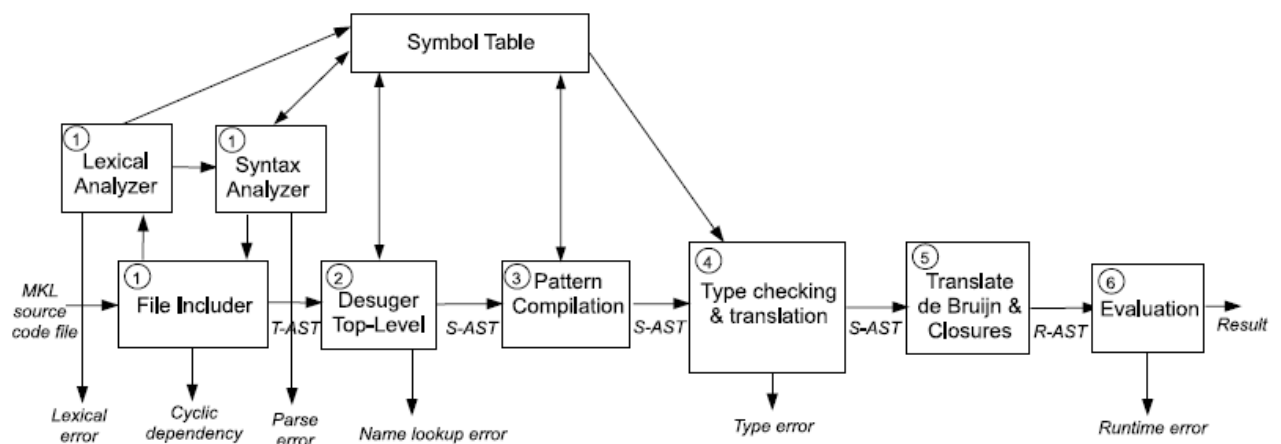 Symbol Table
1
Lexical
Analyzer
1
Syntax
Analyzer
MKL
source
code file
1
File Includer
T-AST
2
Desuger
Top-Level
S-AST
3
Pattern
Compilation
S-AST
4
Type checking
& translation
S-AST
5
Translate
de Bruijn &
Closures
R-AST
6
Evaluation
Result
Lexical
error
Cyclic
dependency
Parse
error
Name lookup error
Type error
Runtime error